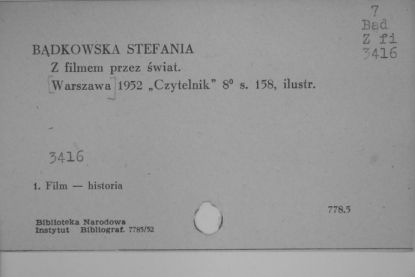 7
Bad
Z fi
3416
BĄDKOWSKA STEFANIA
Z filmem przez świat.
[Warszawa] 1952 „Czytelnik” 8° s. 158, ilustr.
3416
1. Film — historia
778.5
Biblioteka Narodowa
Instytut Bibliograf. 7785/52